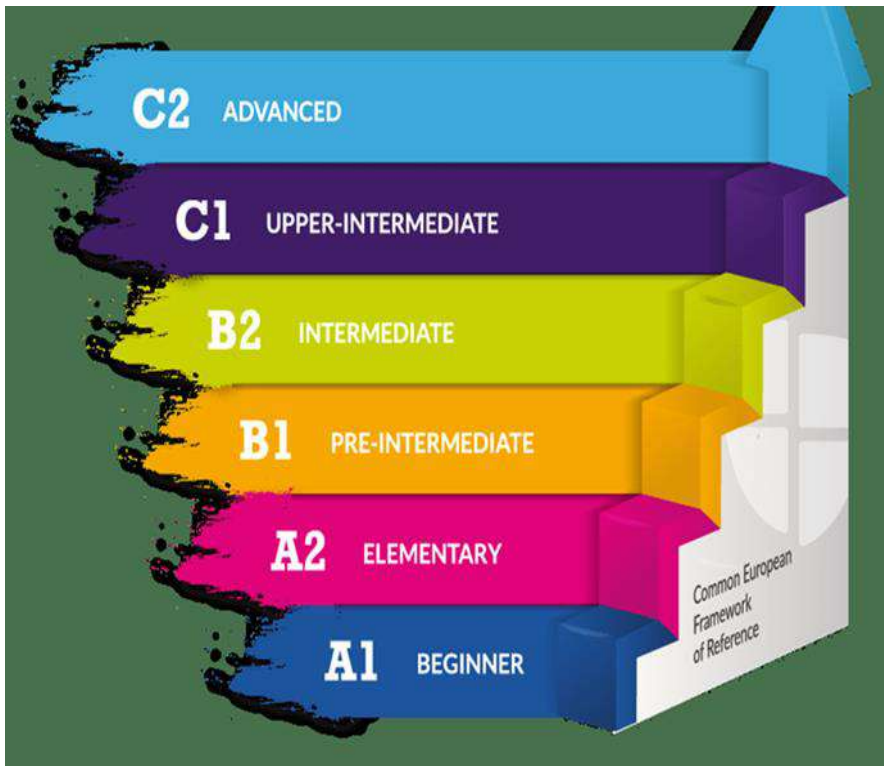 C2 ADVANCED
C1 UPPER-INTERMEDIATE
B2 INTERMEDIATE
B1 PRE-INTERMEDIATE
A2 ELEMENTARY
A1 BEGINNER
Common European
Framework
of Reference